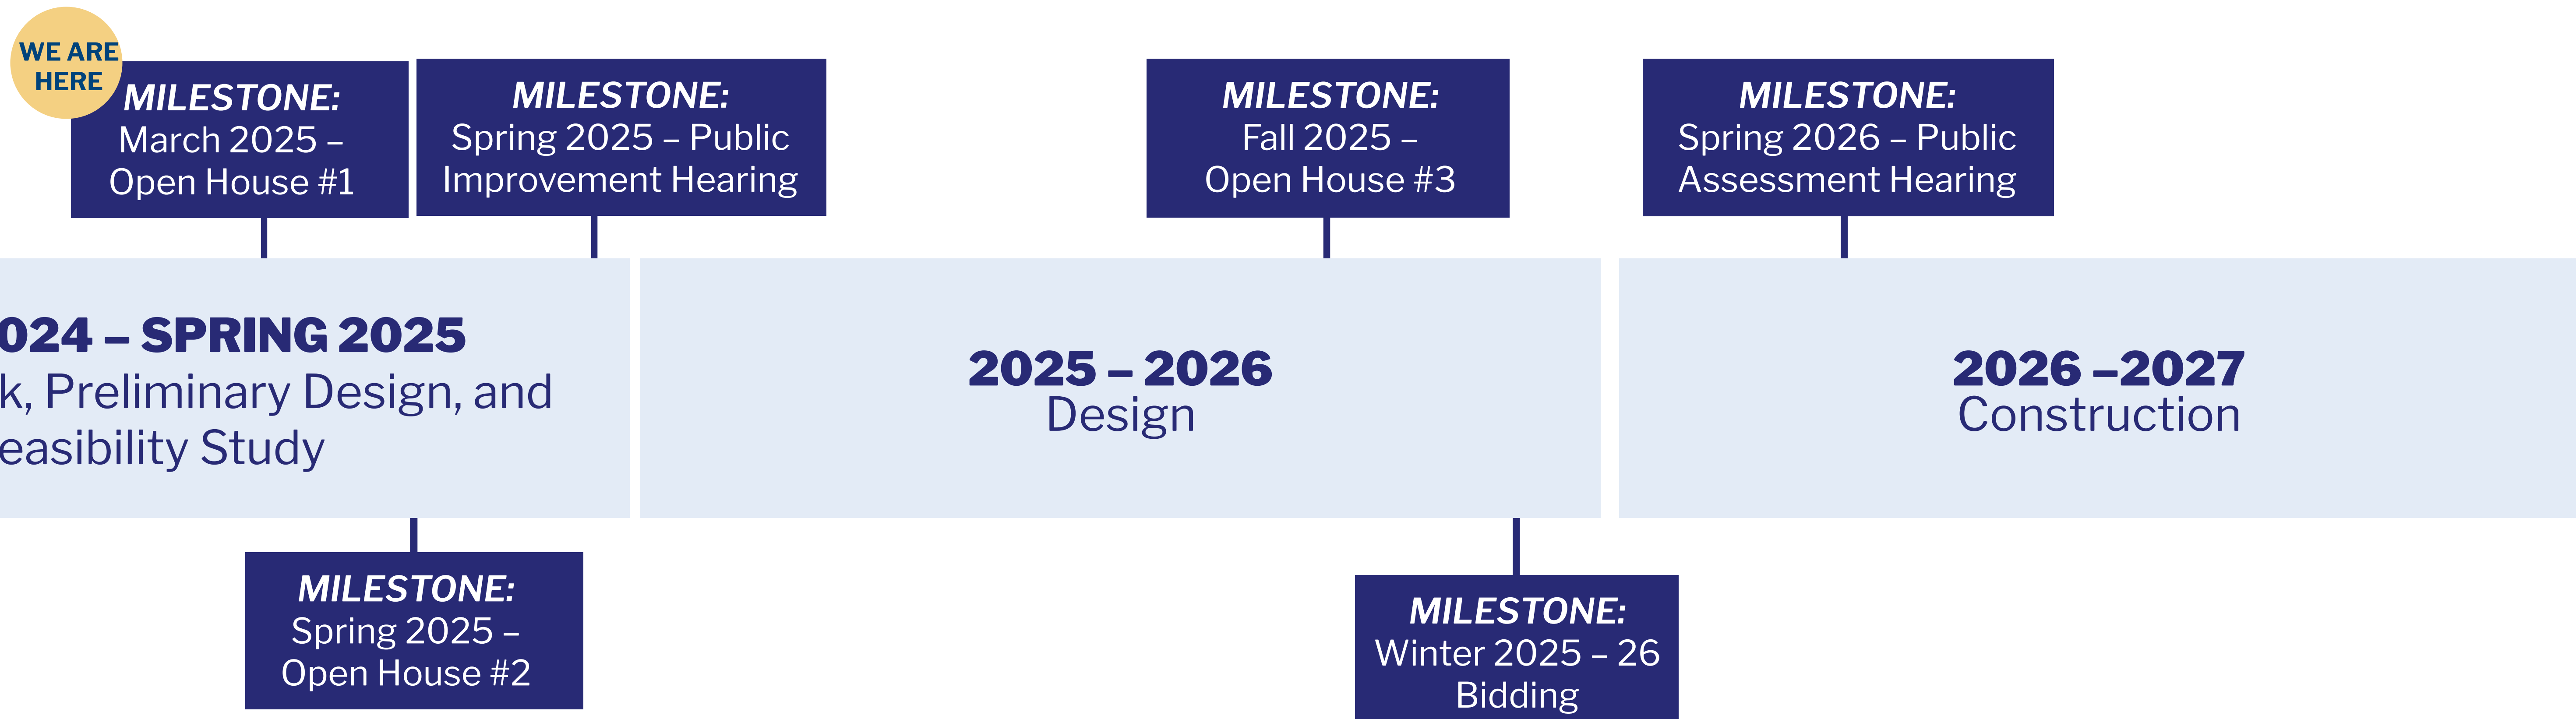 WE ARE
HERE
MILESTONE:
March 2025 –
Open House #1
MILESTONE:
Spring 2025 – Public
Improvement Hearing
MILESTONE:
Fall 2025 –
Open House #3
MILESTONE:
Spring 2026 – Public
Assessment Hearing
024 – SPRING 2025
k, Preliminary Design, and
easibility Study
2025 – 2026
Design
2026 –2027
Construction
MILESTONE:
Spring 2025 –
Open House #2
MILESTONE:
Winter 2025 – 26
Bidding